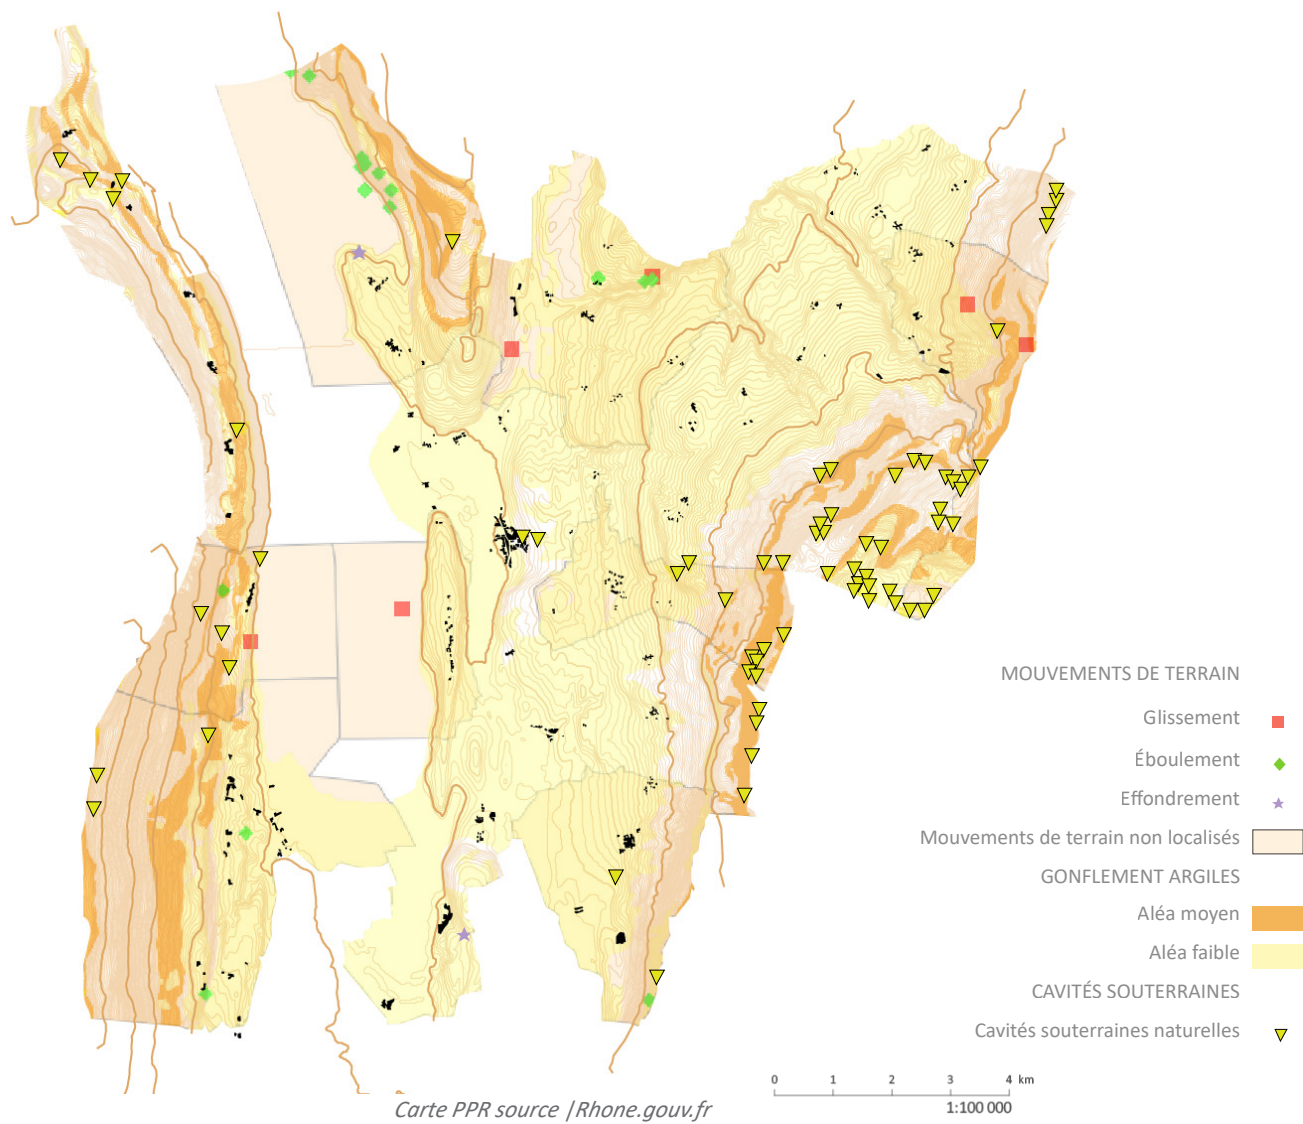 MOUVEMENTS DE TERRAIN
Glissement
Éboulement
Effondrement
Mouvements de terrain non localisés
GONFLEMENT ARGILES
Aléa moyen
Aléa faible
CAVITÉS SOUTERRAINES
Cavités souterraines naturelles
0 1 2 3 4 km
1:100 000
Carte PPR source |Rhone.gouv.fr